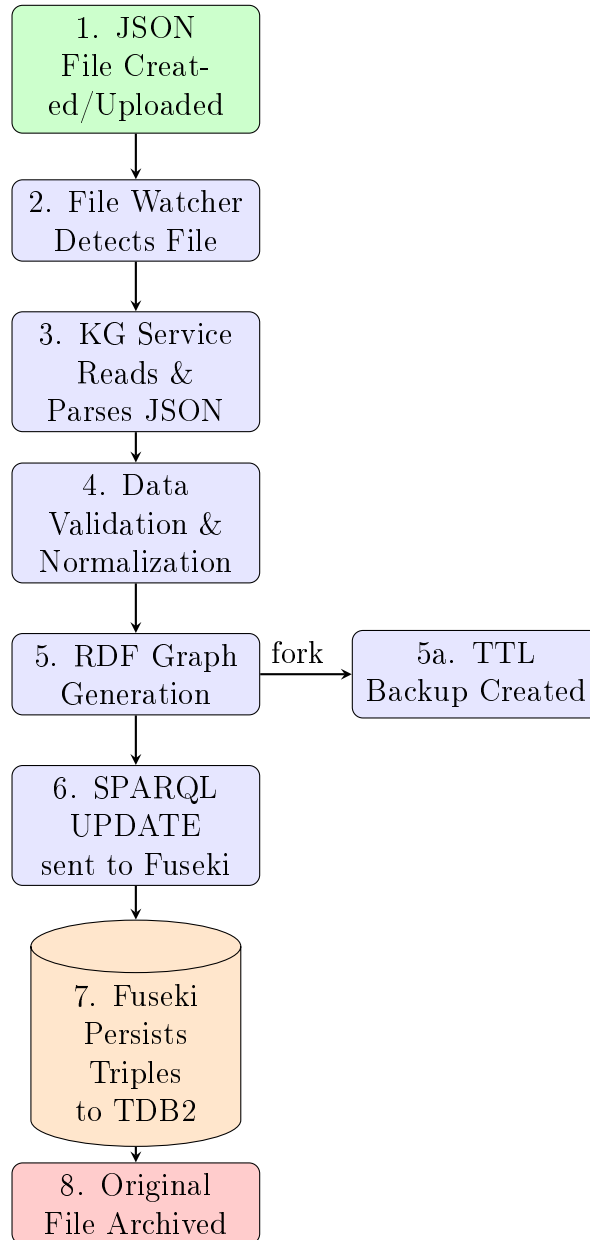 1. JSON
File Creat-
ed/Uploaded
2. File Watcher
Detects File
3. KG Service
Reads &
Parses JSON
4. Data
Validation &
Normalization
5. RDF Graph
Generation
fork
5a. TTL
Backup Created
6. SPARQL
UPDATE
sent to Fuseki
7. Fuseki
Persists
Triples
to TDB2
8. Original
File Archived